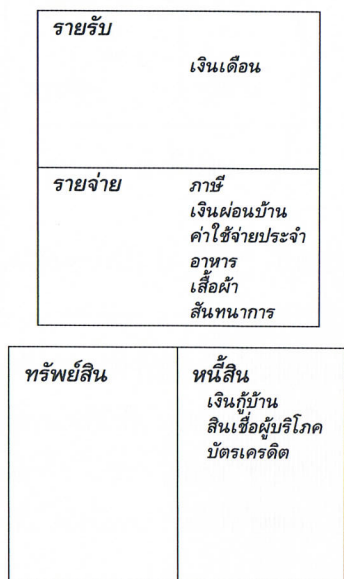 รายรับ
เงินเดือน
รายจ่าย ภาษี
เงินผ่อนบ้าน
ค่าใช้จ่ายประจำ
อาหาร
เสื้อผ้า
สันทนาการ
ทรัพย์สิน หนี้สิน
เงินกู้บ้าน
สินเชื่อผู้บริโภค
บัตรเครดิต